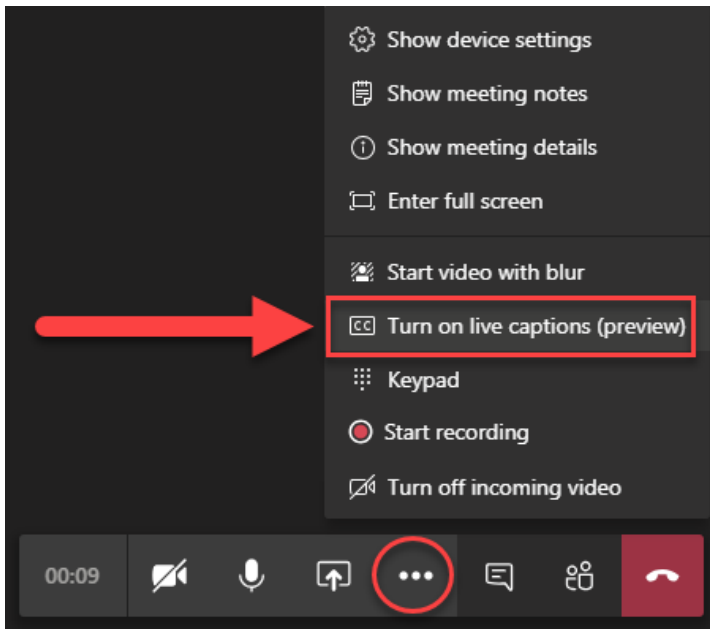 Show device settings
Show meeting notes
Show meeting details
Enter full screen
Start video with blur
CC Turn on live captions (preview)
Keypad
Start recording
Turn off incoming video
00:09